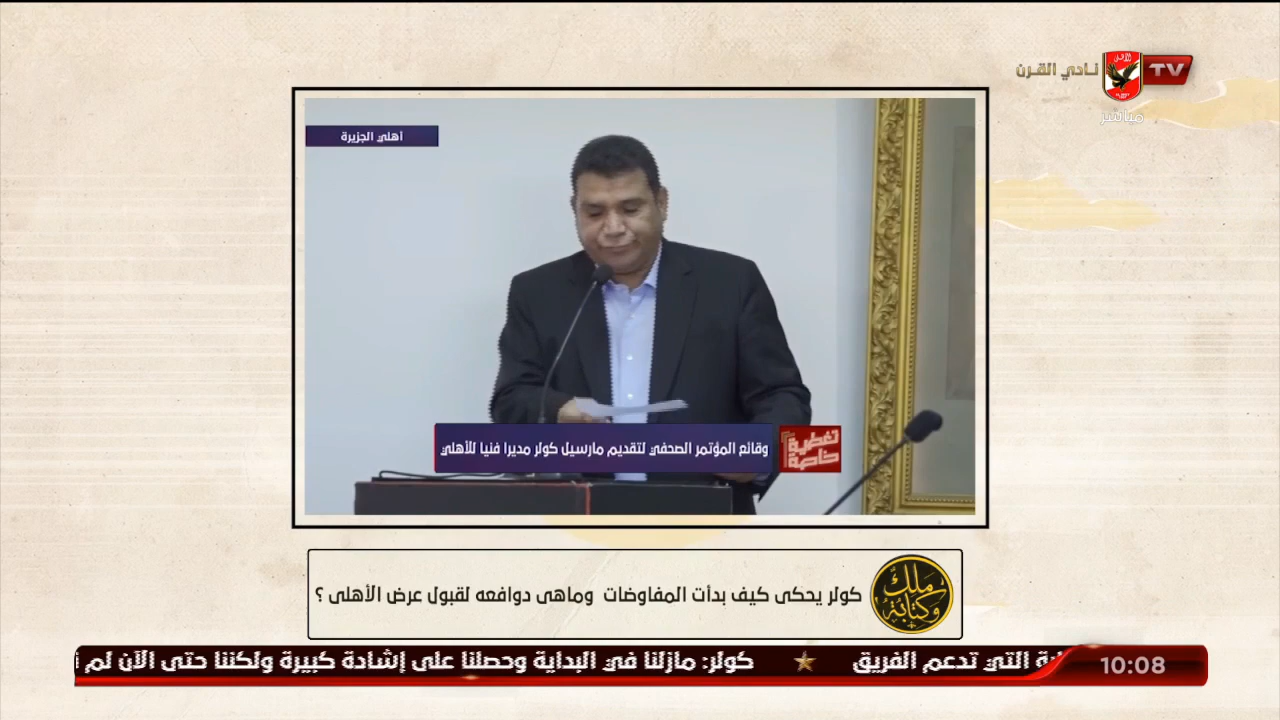 نادي القرن
TV
مباشر
أهلي الجزيرة
تغطية
خاصة
وقائع المؤتمر الصحفي لتقديم مارسيل كولر مديرا فنيا للأهلي
ملك
وكتابة
كولر يحكى كيف بدأت المفاوضات وماهى دوافعه لقبول عرض الأهلى ؟
10:08
التي تدعم الفريق
كولر: مازلنا في البداية وحصلنا على إشادة كبيرة ولكننا حتى الآن لم